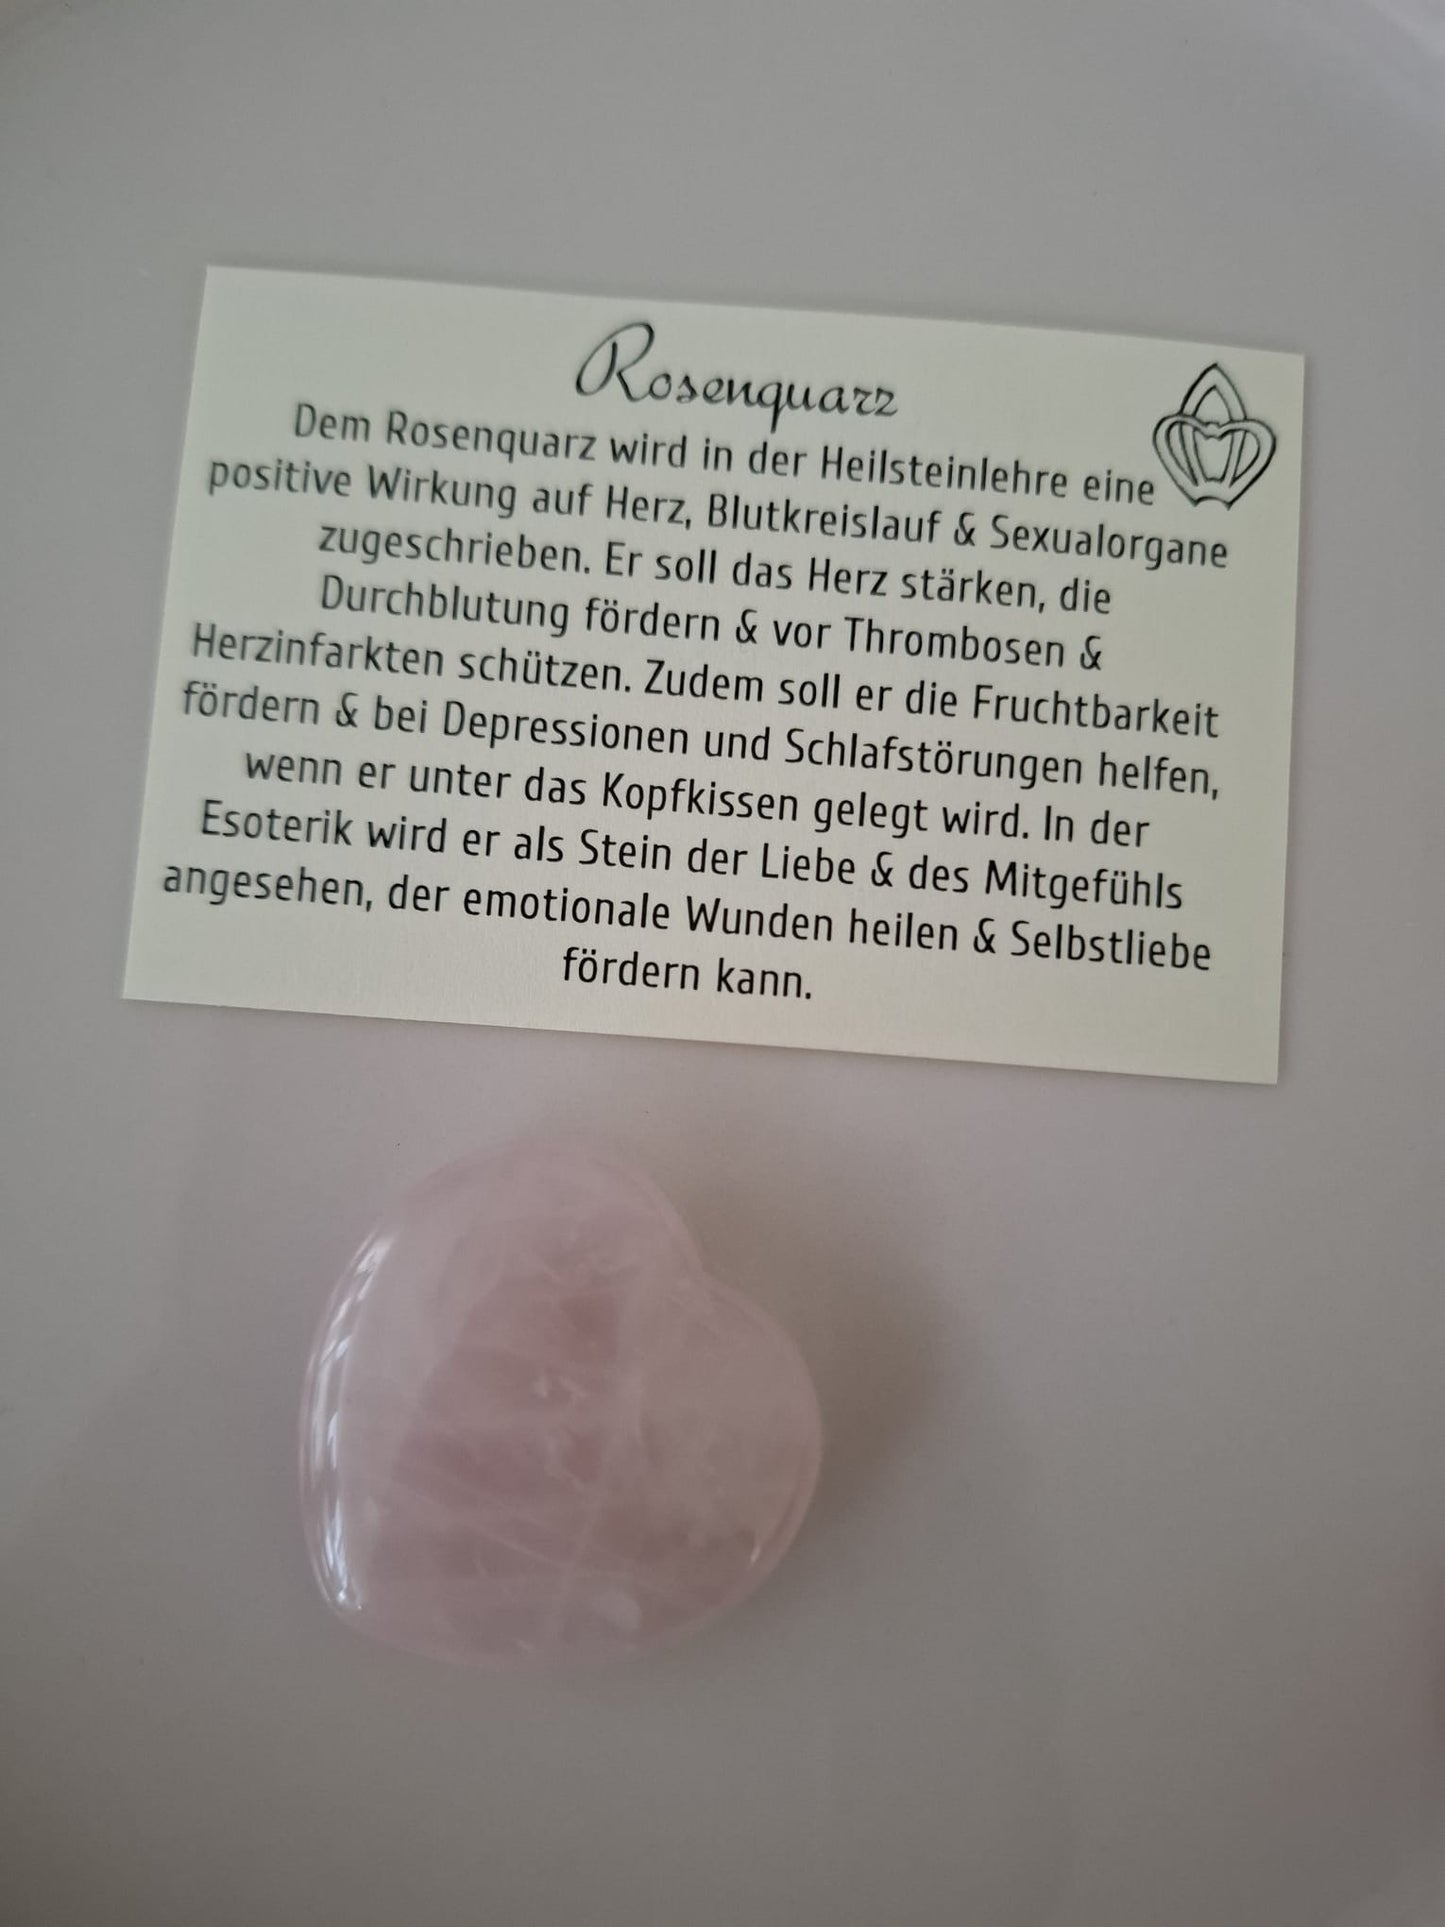 Rosenquarz
Dem Rosenquarz wird in der Heilsteinlehre eine
positive Wirkung auf Herz, Blutkreislauf & Sexualorgane
zugeschrieben. Er soll das Herz stärken, die
Durchblutung fördern & vor Thrombosen &
Herzinfarkten schützen. Zudem soll er die Fruchtbarkeit
fördern & bei Depressionen und Schlafstörungen helfen,
wenn er unter das Kopfkissen gelegt wird. In der
Esoterik wird er als Stein der Liebe & des Mitgefühls
angesehen, der emotionale Wunden heilen & Selbstliebe
fördern kann.